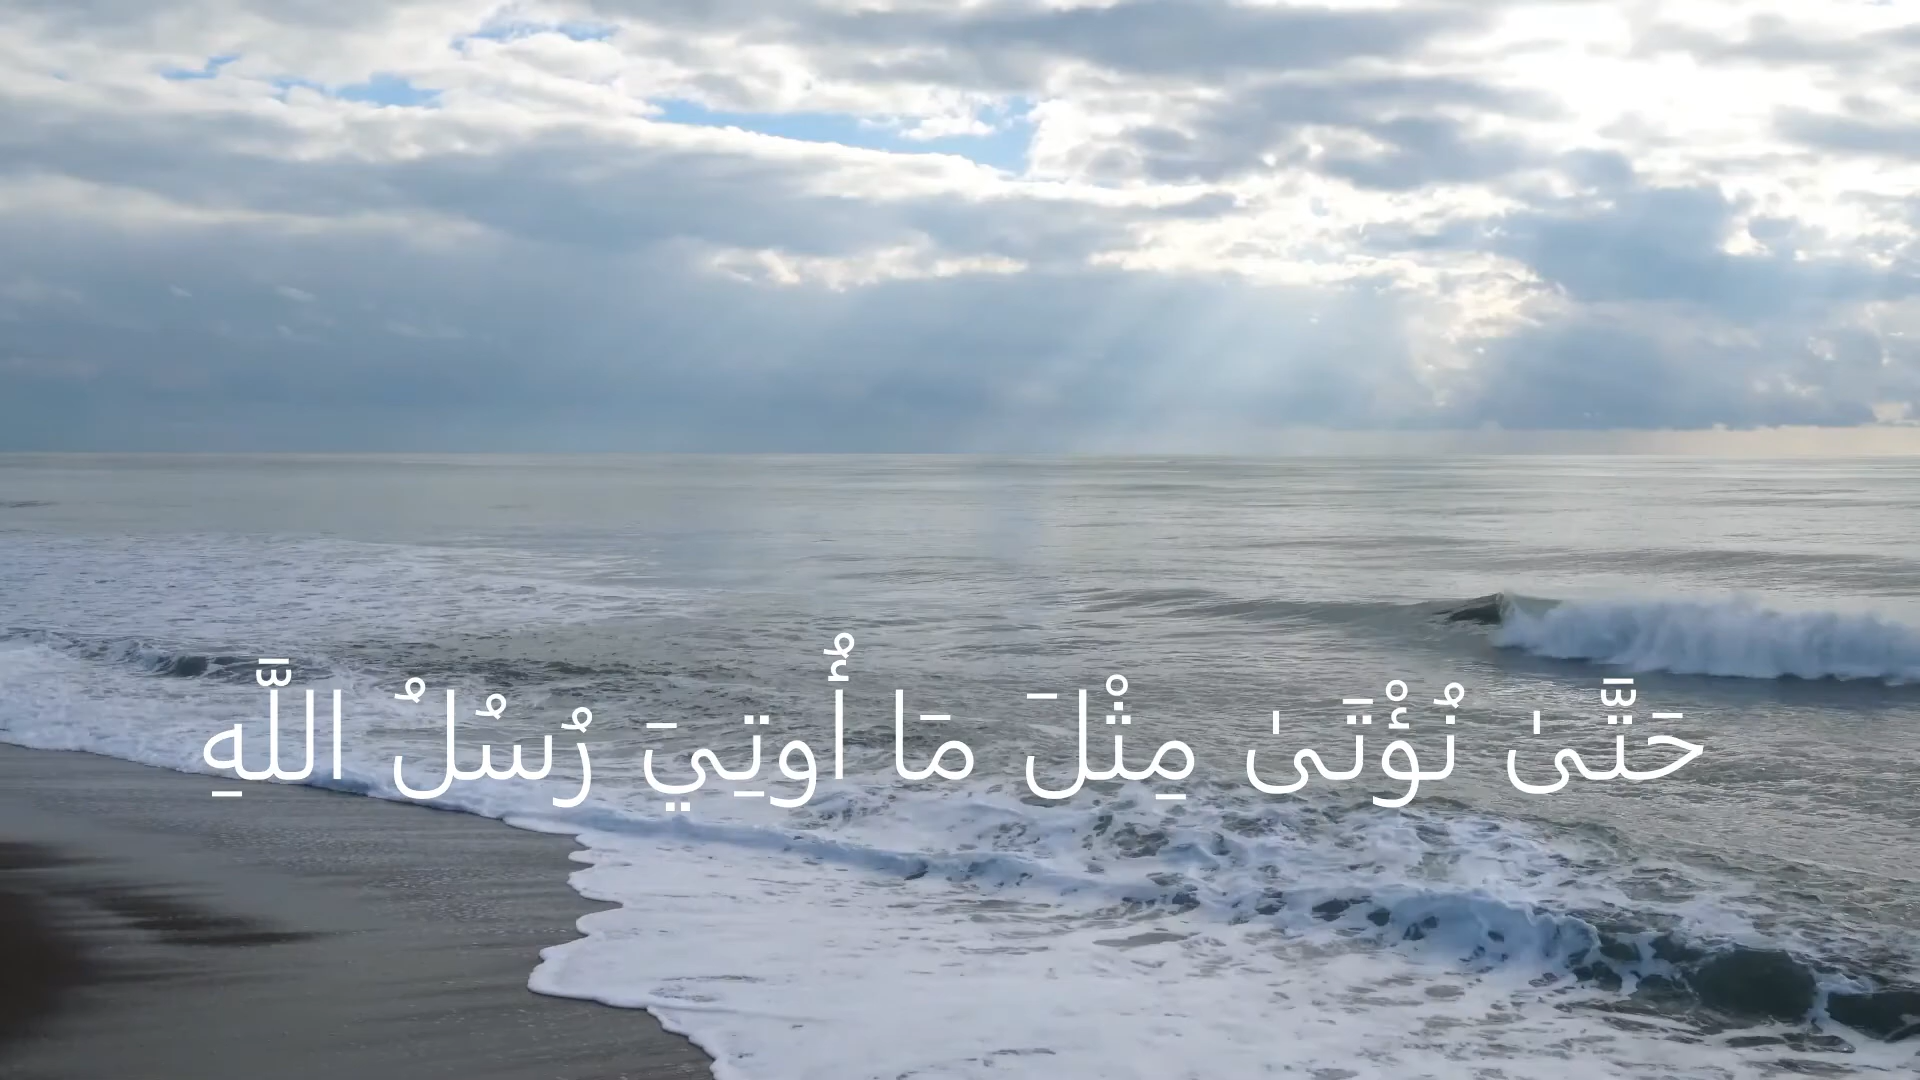 حَتَّىٰ نُؤْتَىٰ مِثْلَ مَا أُوتِيَ رُسُلُ اللَّهِ